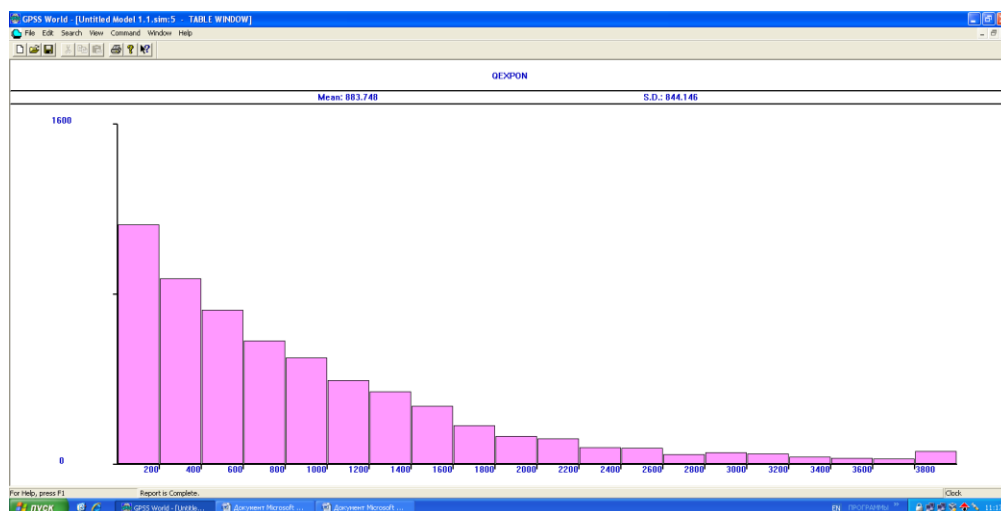 GPSS World - [Untitled Model 1.1.sim:5 - TABLE WINDOW]
File Edit Search View Command Window Help
QEXPON
Mean: 883.748 S.D.: 844.146
1600
0
200 400 600 800 1000 1200 1400 1600 1800 2000 2200 2400 2600 2800 3000 3200 3400 3600 3800
For Help, press F1 Report is Complete. Clock
пуск GPSS World - [Untitle... Документ Microsoft ... Документ Microsoft ... EN ПРОГРАММЫ